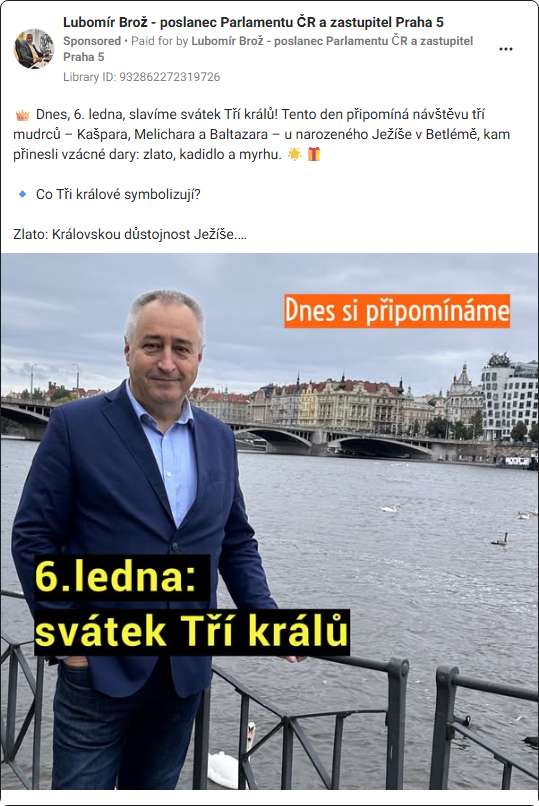 Lubomír Brož - poslanec Parlamentu ČR a zastupitel Praha 5
Sponsored • Paid for by Lubomír Brož - poslanec Parlamentu ČR a zastupitel
Praha 5
Library ID: 932862272319726
👑 Dnes, 6. ledna, slavíme svátek Tří králů! Tento den připomíná návštěvu tří
mudrců – Kašpara, Melichara a Baltazara – u narozeného Ježíše v Betlémě, kam
přinesli vzácné dary: zlato, kadidlo a myrhu. 🌟 🎁
🔹 Co Tři králové symbolizují?
Zlato: Královskou důstojnost Ježíše....
Dnes si připomínáme
6.ledna:
svátek Tří králů